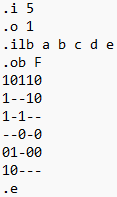 .i 5
.o 1
.ilb a b c d e
.ob F
10110
1--10
1-1--
--0-0
01-00
10---
.e